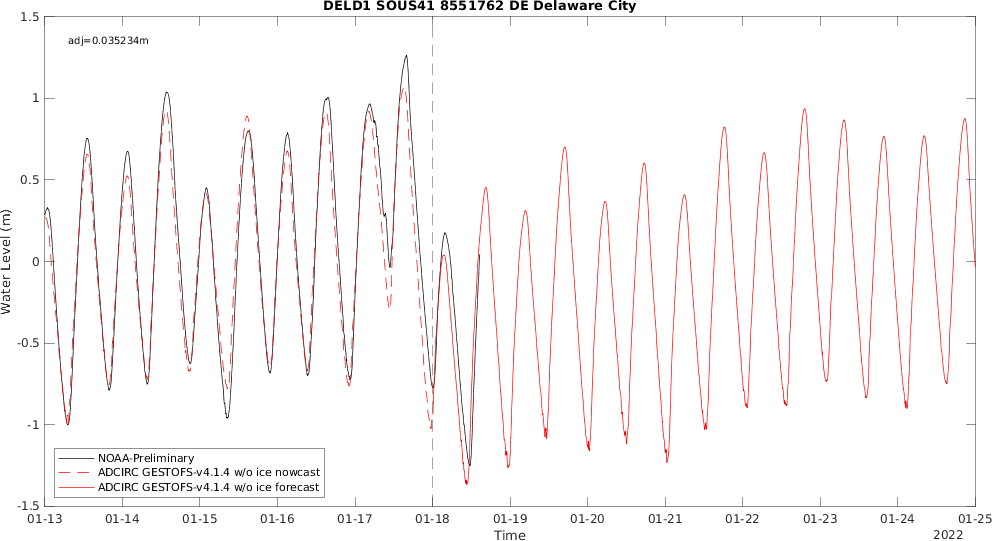 DELD1 SOUS41 8551762 DE Delaware City
adj=0.035234m
1.5
1
0.5
0
-0.5
-1
-1.5
Water Level (m)
NOAA-Preliminary
ADCIRC GESTOFS-v4.1.4 w/o ice nowcast
ADCIRC GESTOFS-v4.1.4 w/o ice forecast
01-13 01-14 01-15 01-16 01-17 01-18 01-19 01-20 01-21 01-22 01-23 01-24 01-25
Time
2022